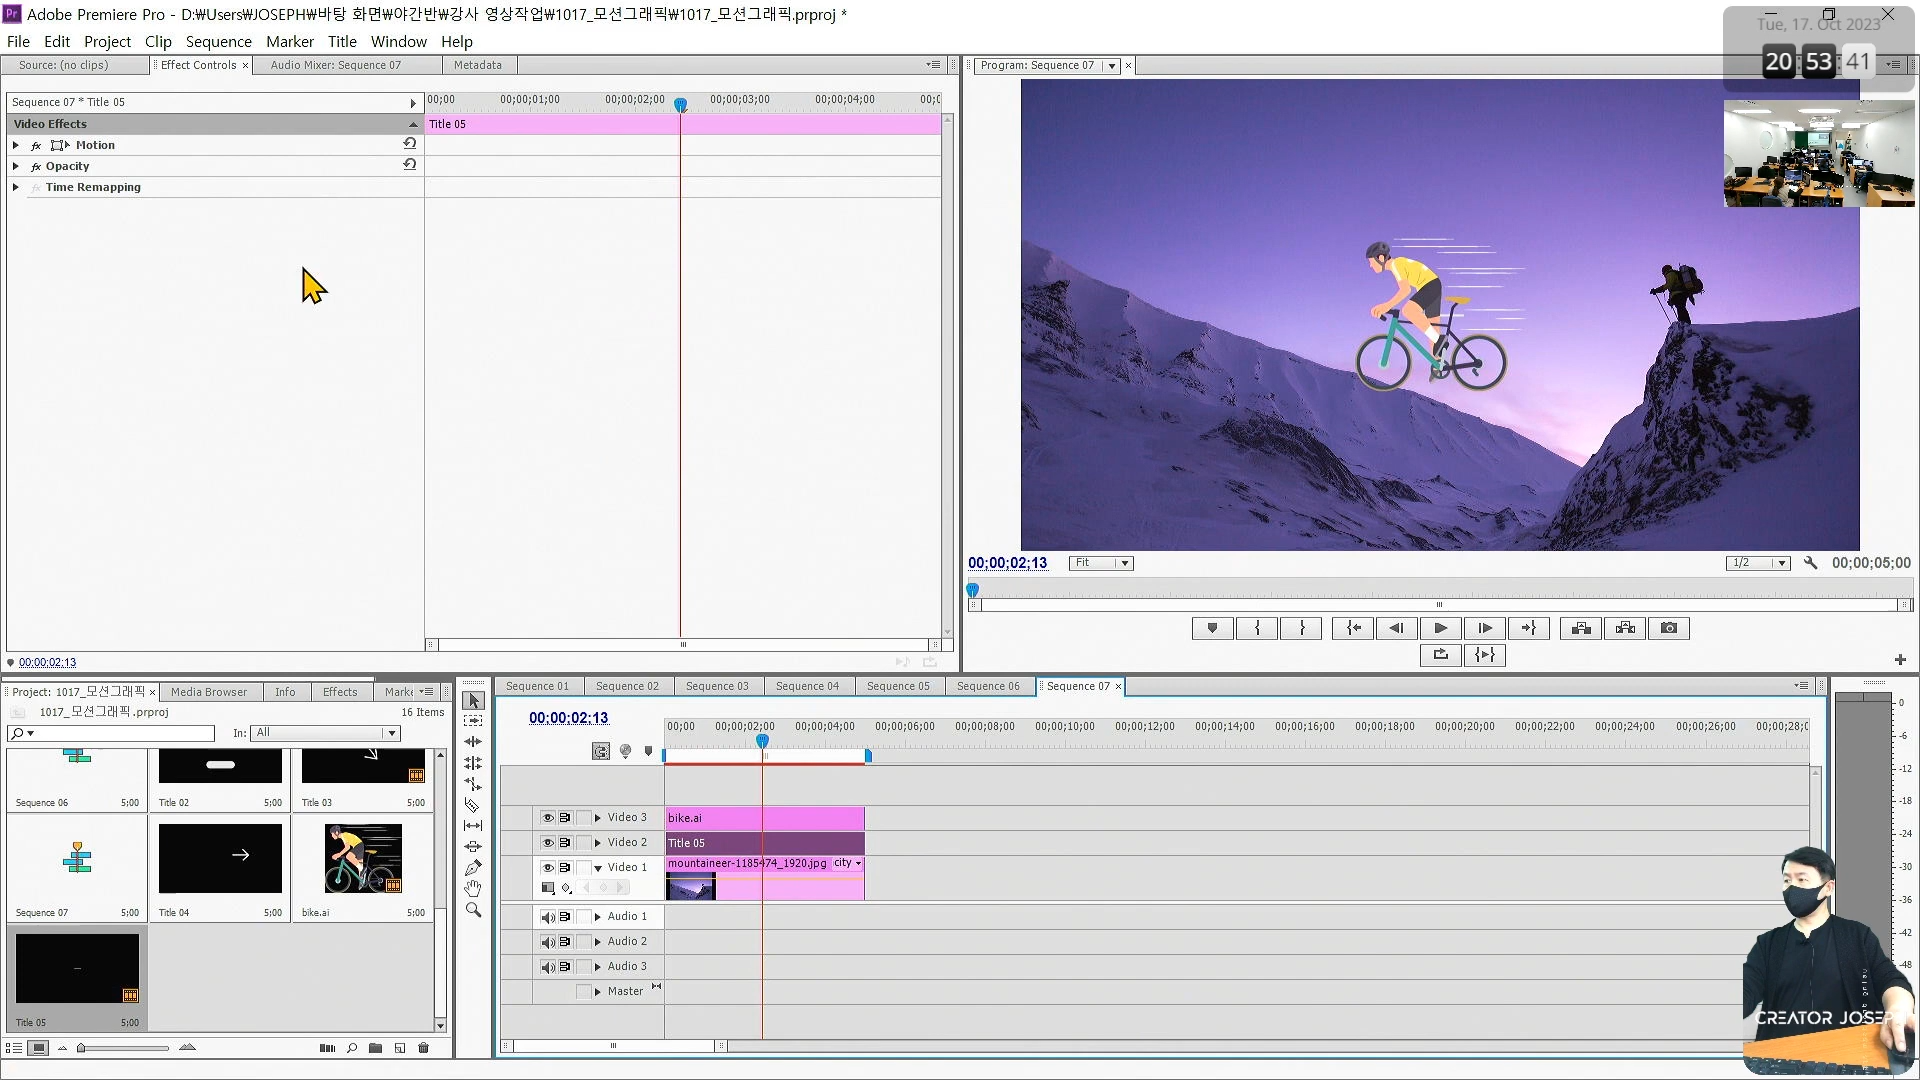 Adobe Premiere Pro - D:₩Users₩JOSEPH₩바탕 화면₩야간반₩강사 영상작업₩1017_모션그래픽₩1017_모션그래픽.prproj *
Tue, 17. Oct 2023
20 53 41
File Edit Project Clip Sequence Marker Title Window Help
Source: (no clips) Effect Controls Audio Mixer: Sequence 07 Metadata
Program: Sequence 07
Sequence 07 * Title 05
00;00 00;00;01;00 00;00;02;00 00;00;03;00 00;00;04;00
Video Effects
Title 05
fx Motion
fx Opacity
fx Time Remapping
00;00;02;13
00;00;02;13 Fit 1/2 00;00;05;00
Project: 1017_모션그래픽 Media Browser Info Effects Marke
1017_모션그래픽.prproj 16 Items
In: All
Sequence 06 5;00
Title 02 5;00
Title 03 5;00
Sequence 07 5;00
Title 04 5;00
bike.ai 5;00
Title 05 5;00
Sequence 01 Sequence 02 Sequence 03 Sequence 04 Sequence 05 Sequence 06 Sequence 07
00;00;02;13
00;00 00;00;02;00 00;00;04;00 00;00;06;00 00;00;08;00 00;00;10;00 00;00;12;00 00;00;14;00 00;00;16;00 00;00;18;00 00;00;20;00 00;00;22;00 00;00;24;00 00;00;26;00 00;00;28;0
Video 3 bike.ai
Video 2 Title 05
Video 1 mountaineer-1185474_1920.jpg city
Audio 1
Audio 2
Audio 3
Master
0
-6
-12
-18
-24
-30
-36
-42
-48
CREATOR JOSEP